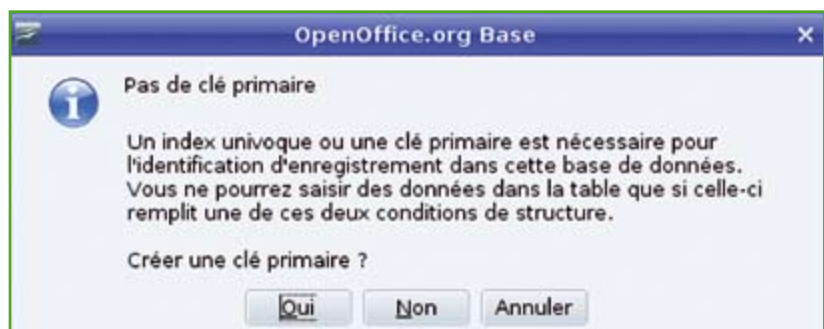 OpenOffice.org Base
Pas de clé primaire
Un index univoque ou une clé primaire est nécessaire pour
l'identification d'enregistrement dans cette base de données.
Vous ne pourrez saisir des données dans la table que si celle-ci
remplit une de ces deux conditions de structure.
Créer une clé primaire ?
Oui Non Annuler